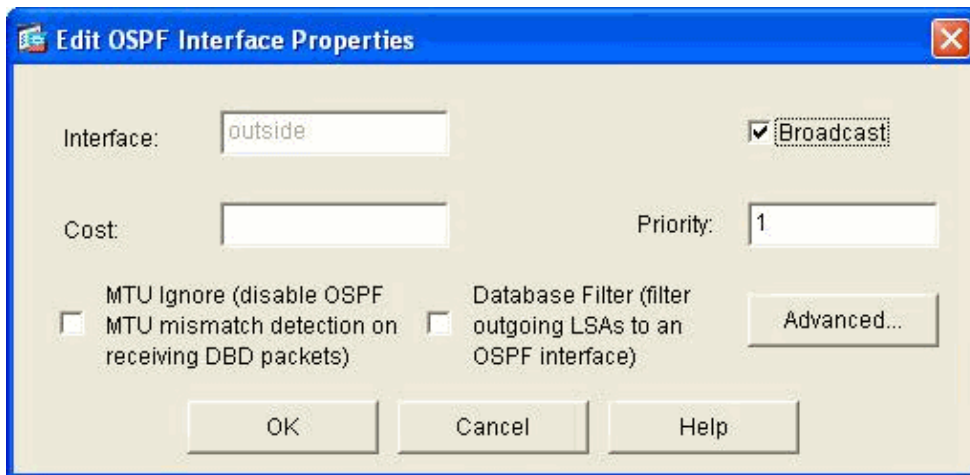 Edit OSPF Interface Properties
Interface: outside
Broadcast
Cost:
Priority: 1
MTU Ignore (disable OSPF
MTU mismatch detection on
receiving DBD packets)
Database Filter (filter
outgoing LSAs to an
OSPF interface)
Advanced...
OK
Cancel
Help